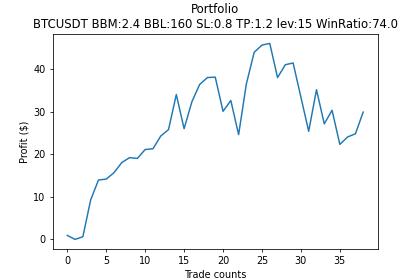 Portfolio
BTCUSDT BBM:2.4 BBL:160 SL:0.8 TP:1.2 lev:15 WinRatio:74.0
40
30
20
10
0
Profit ($)
0 5 10 15 20 25 30 35
Trade counts